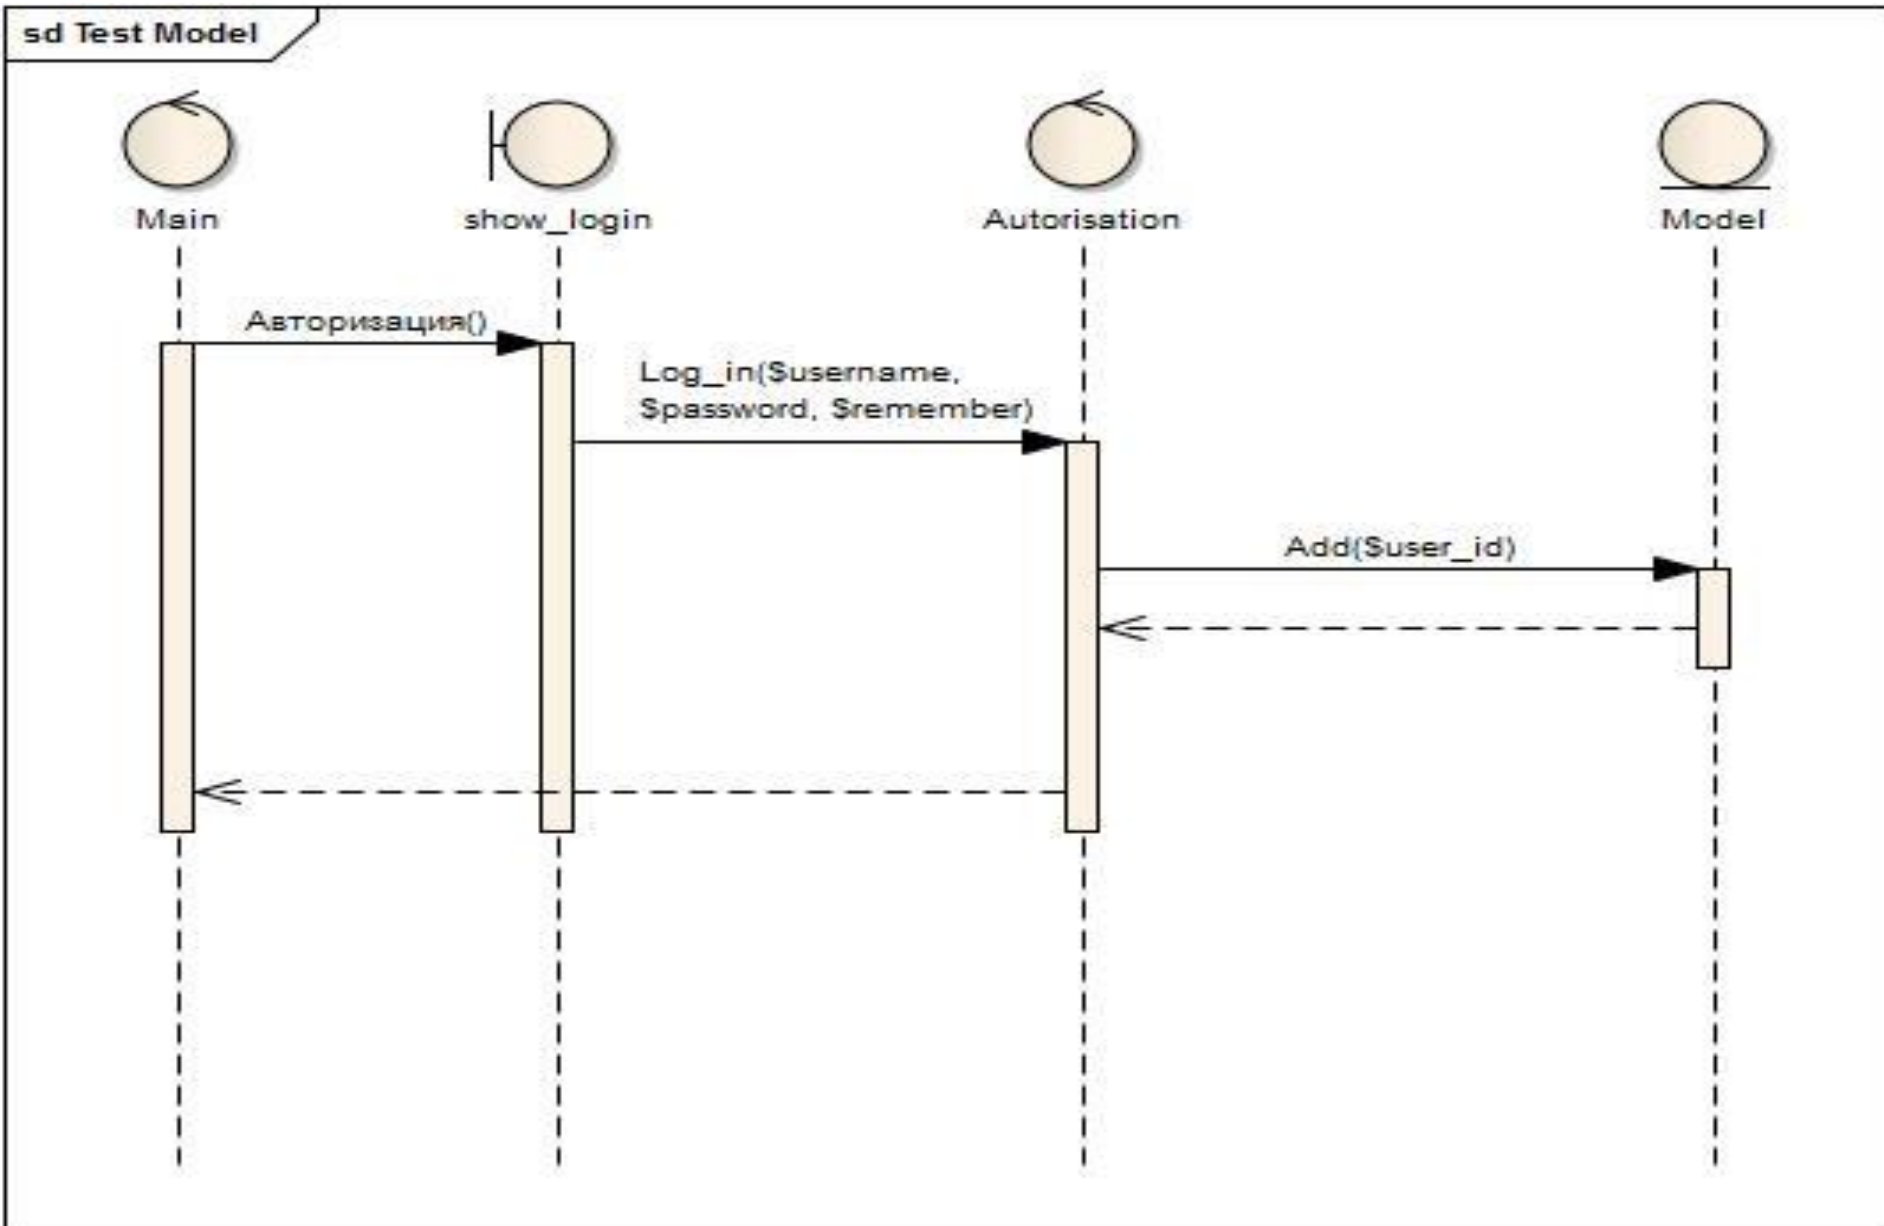 sd Test Model
Main
show_login
Autorisation
Model
Авторизация()
Log_in($username,
$password, $remember)
Add($user_id)